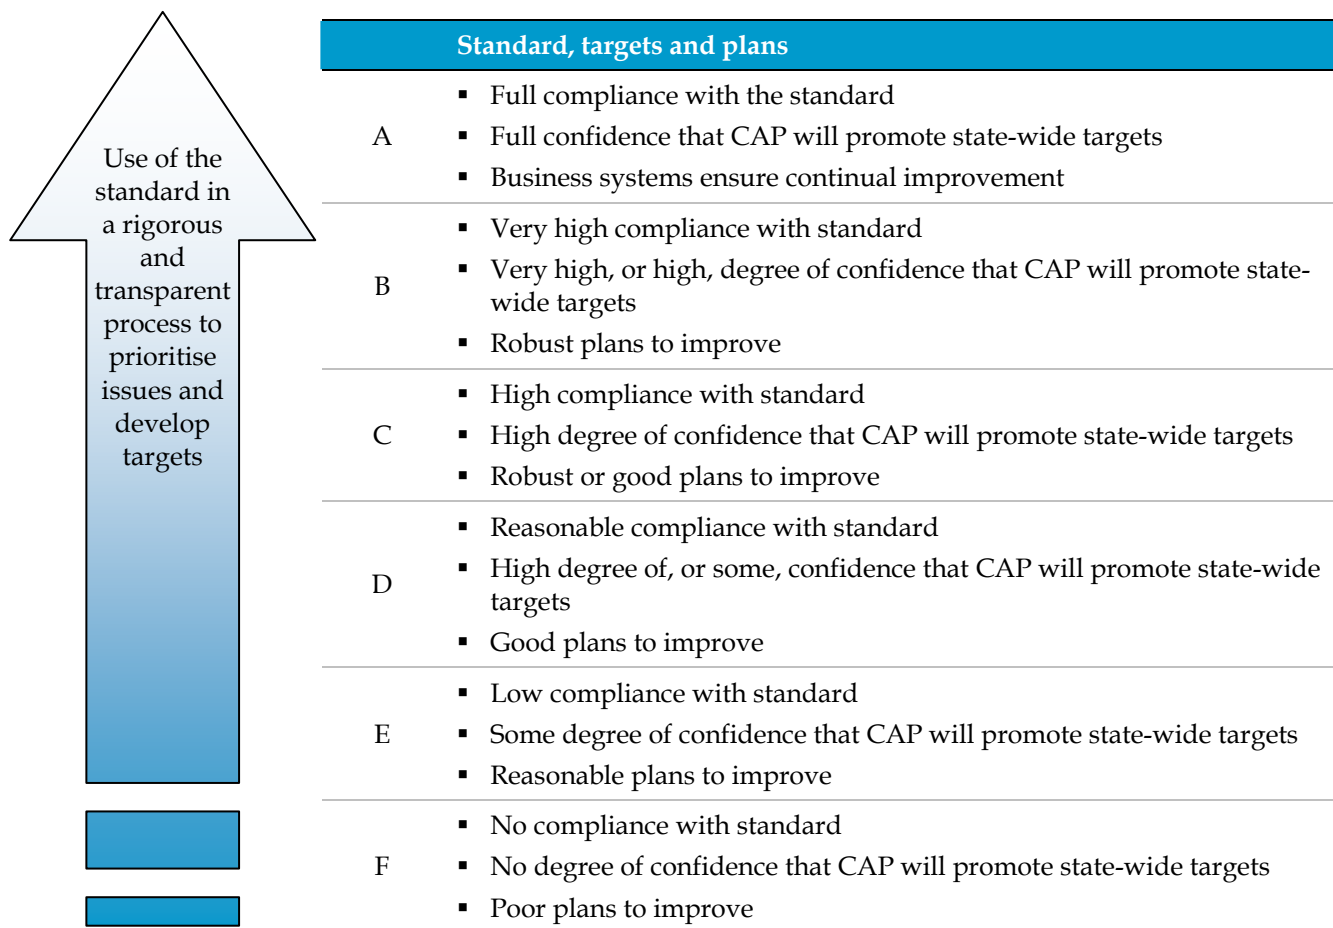 Use of the
standard in
a rigorous
and
transparent
process to
prioritise
issues and
develop
targets
Standard, targets and plans
A
▪ Full compliance with the standard
▪ Full confidence that CAP will promote state-wide targets
▪ Business systems ensure continual improvement
B
▪ Very high compliance with standard
▪ Very high, or high, degree of confidence that CAP will promote state-
wide targets
▪ Robust plans to improve
C
▪ High compliance with standard
▪ High degree of confidence that CAP will promote state-wide targets
▪ Robust or good plans to improve
D
▪ Reasonable compliance with standard
▪ High degree of, or some, confidence that CAP will promote state-wide
targets
▪ Good plans to improve
E
▪ Low compliance with standard
▪ Some degree of confidence that CAP will promote state-wide targets
▪ Reasonable plans to improve
F
▪ No compliance with standard
▪ No degree of confidence that CAP will promote state-wide targets
▪ Poor plans to improve